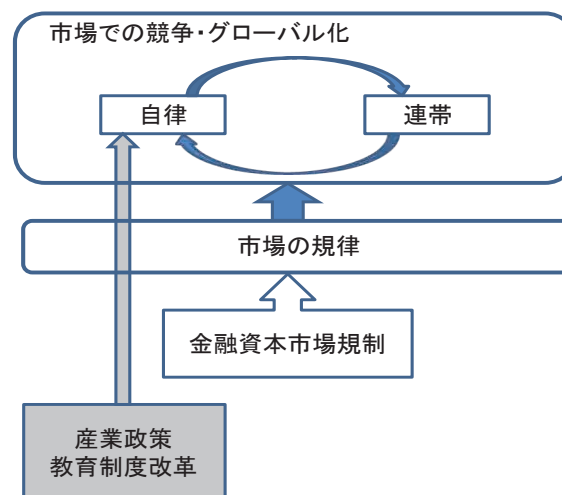 市場での競争・グローバル化
自律
連帯
市場の規律
金融資本市場規制
産業政策
教育制度改革